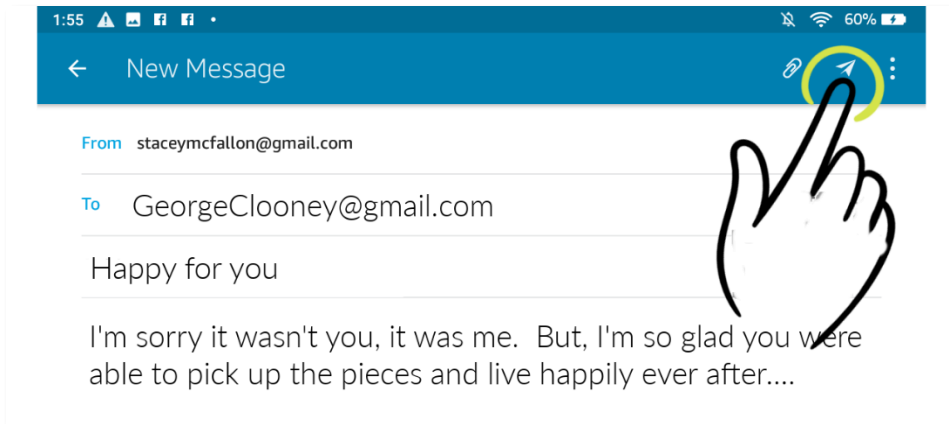 1:55 60%
New Message
From staceymcfallon@gmail.com
To GeorgeClooney@gmail.com
Happy for you
I'm sorry it wasn't you, it was me.  But, I'm so glad you were
able to pick up the pieces and live happily ever after....